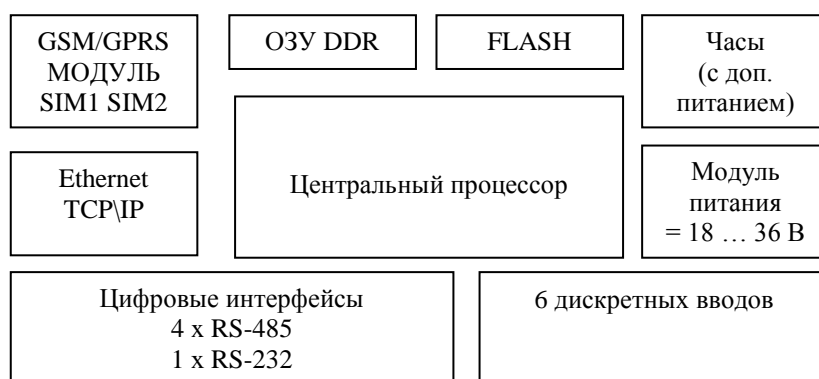 GSM/GPRS
МОДУЛЬ
SIM1 SIM2
ОЗУ DDR
FLASH
Часы
(с доп.
питанием)
Ethernet
TCP\IP
Центральный процессор
Модуль
питания
= 18 … 36 В
Цифровые интерфейсы
4 x RS-485
1 x RS-232
6 дискретных вводов